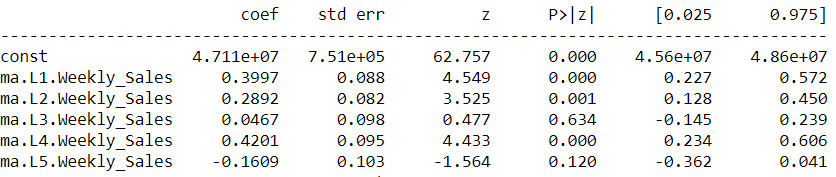 coef std err z P>|z| [0.025 0.975]
------------------------------------------------------------------------------------
const 4.711e+07 7.51e+05 62.757 0.000 4.56e+07 4.86e+07
ma.L1.Weekly_Sales 0.3997 0.088 4.549 0.000 0.227 0.572
ma.L2.Weekly_Sales 0.2892 0.082 3.525 0.001 0.128 0.450
ma.L3.Weekly_Sales 0.0467 0.098 0.477 0.634 -0.145 0.239
ma.L4.Weekly_Sales 0.4201 0.095 4.433 0.000 0.234 0.606
ma.L5.Weekly_Sales -0.1609 0.103 -1.564 0.120 -0.362 0.041